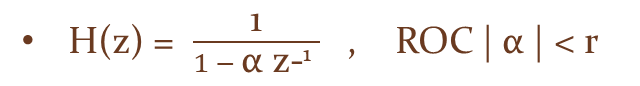 • H(z) = 1 / (1 – α z-¹) , ROC | α | < r